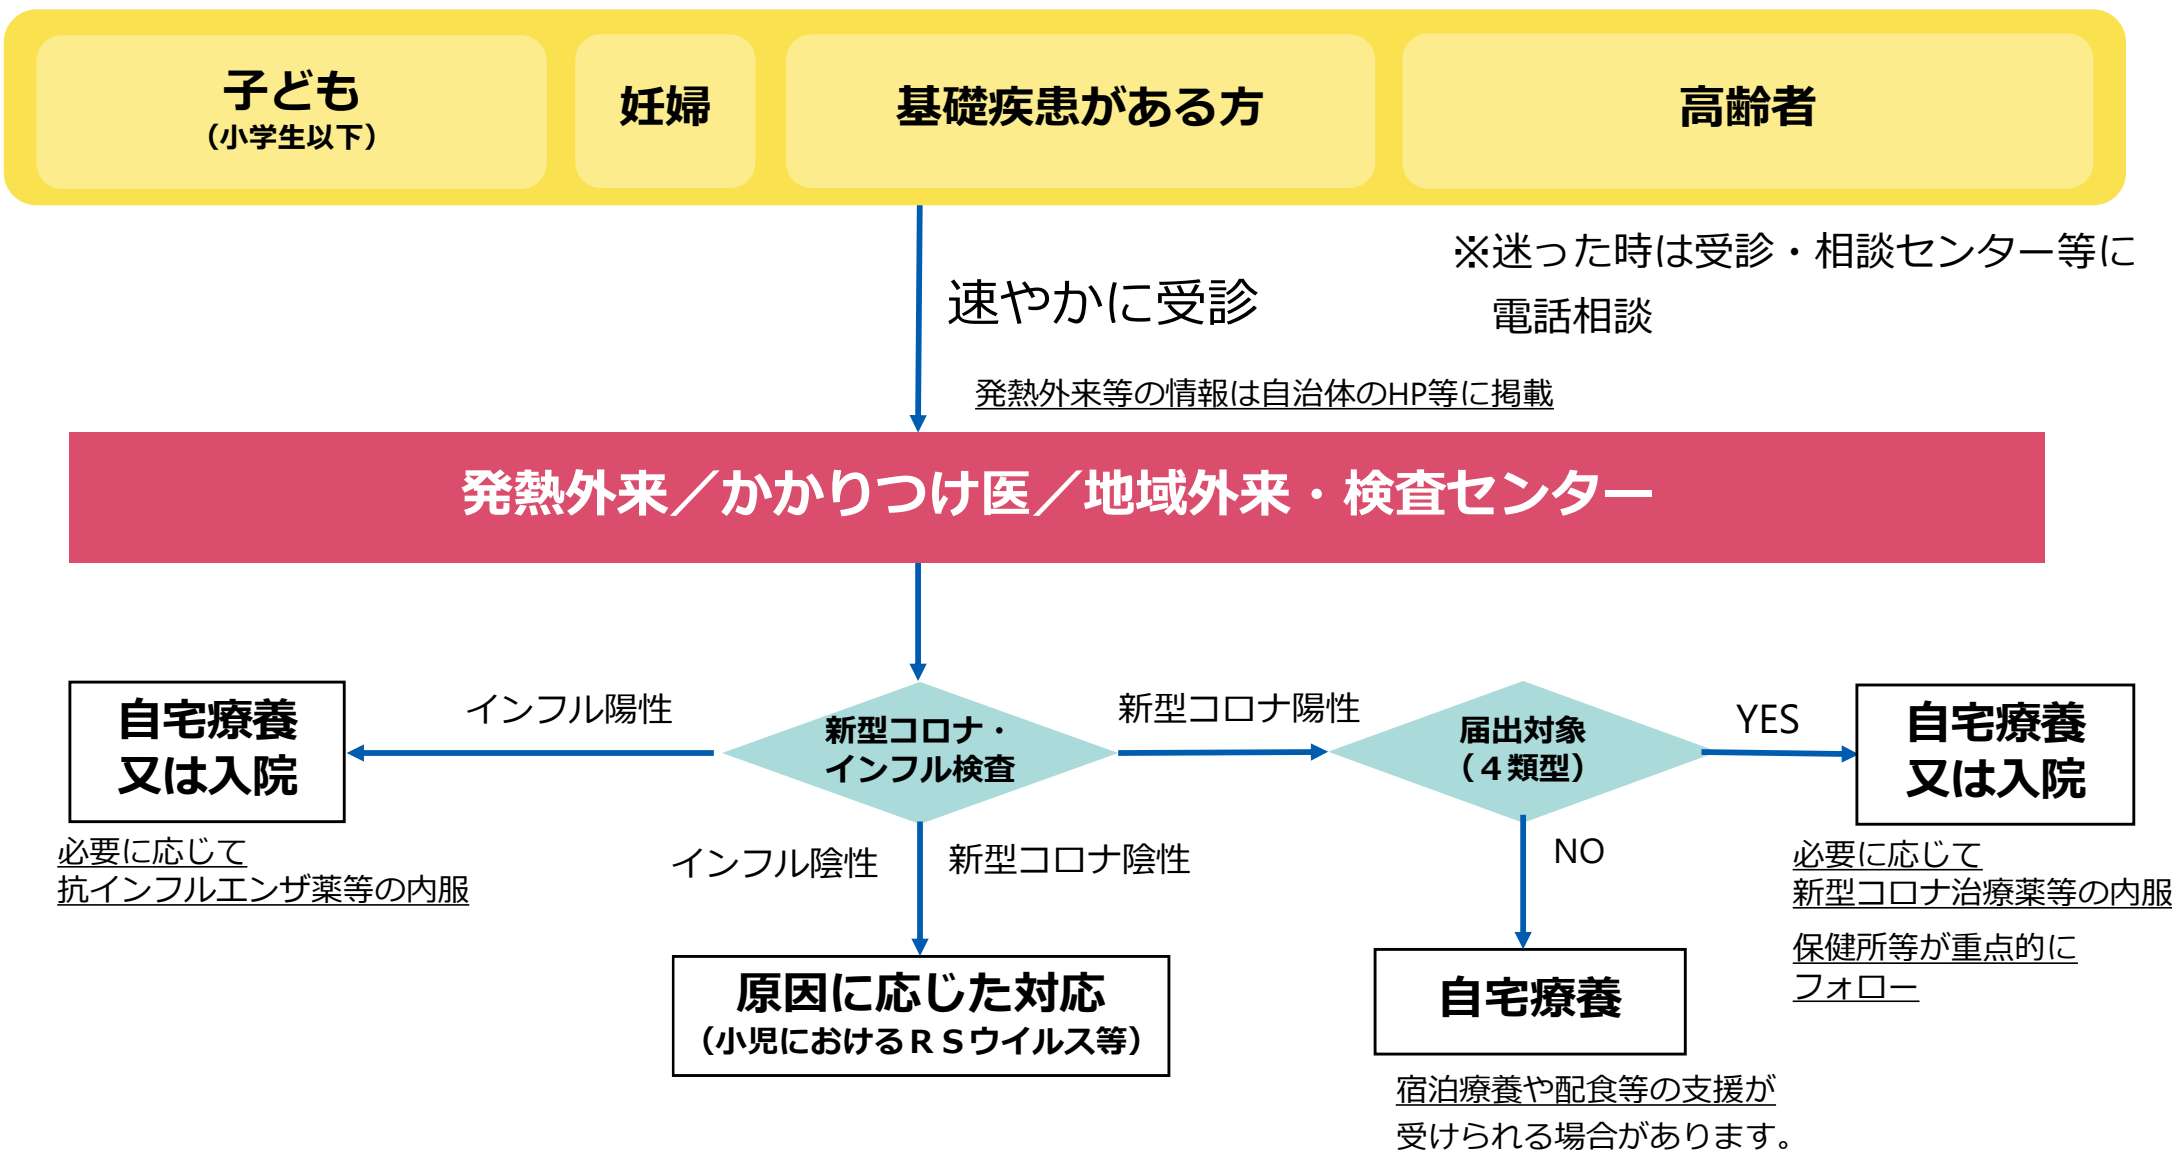 子ども
（小学生以下）
妊婦
基礎疾患がある方
高齢者
※迷った時は受診・相談センター等に
電話相談
速やかに受診
発熱外来等の情報は自治体のHP等に掲載
発熱外来／かかりつけ医／地域外来・検査センター
自宅療養
又は入院
必要に応じて
抗インフルエンザ薬等の内服
インフル陽性
新型コロナ・
インフル検査
新型コロナ陽性
届出対象
（４類型）
YES
自宅療養
又は入院
必要に応じて
新型コロナ治療薬等の内服
保健所等が重点的に
フォロー
インフル陰性
新型コロナ陰性
NO
原因に応じた対応
（小児におけるＲＳウイルス等）
自宅療養
宿泊療養や配食等の支援が
受けられる場合があります。